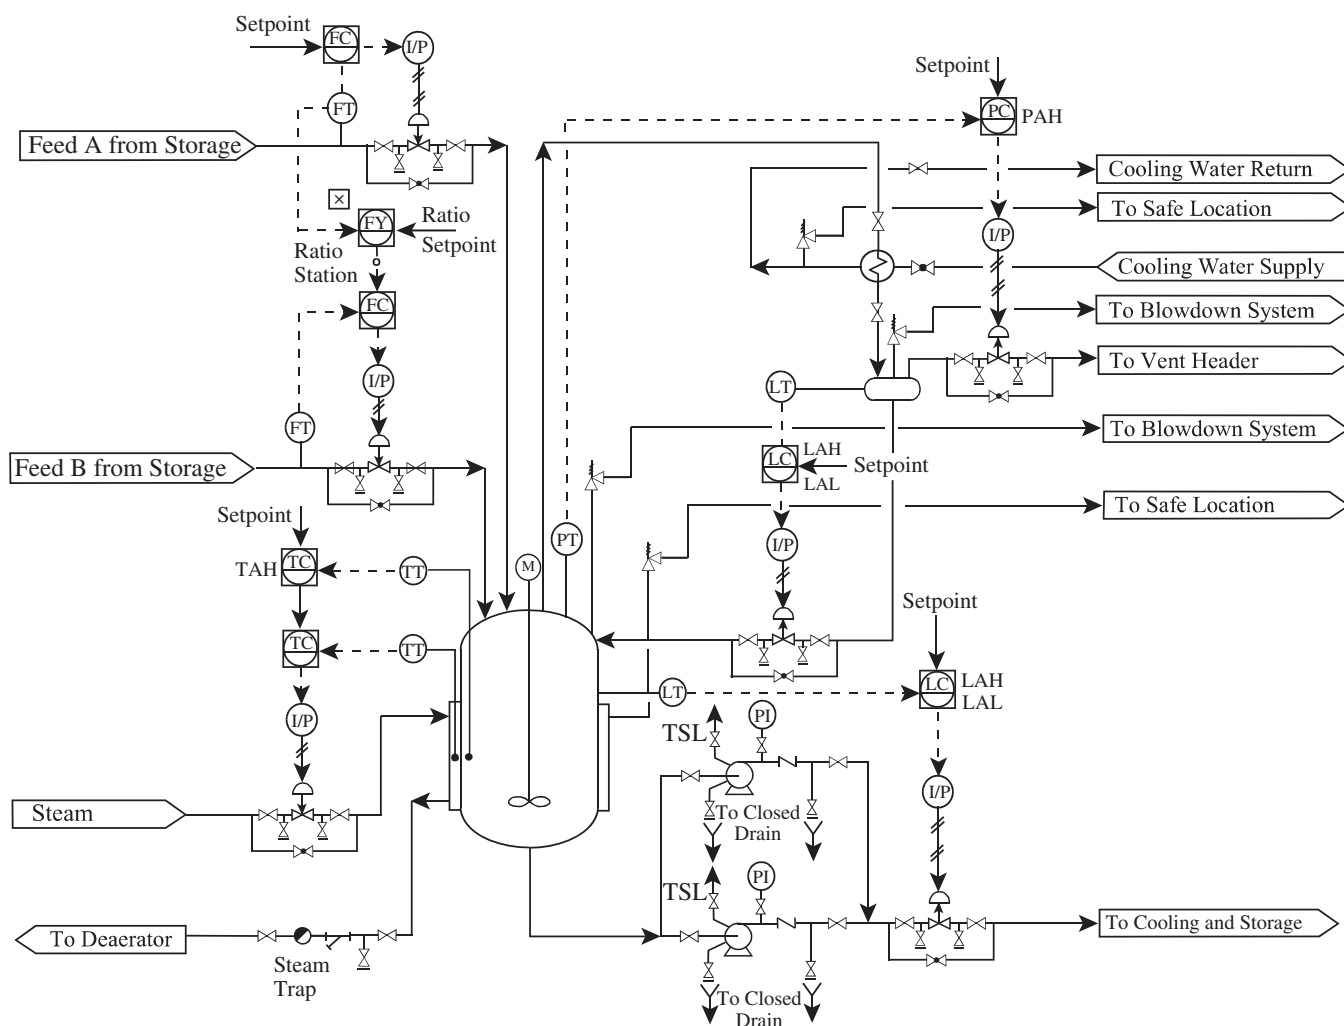 Setpoint
FC
I/P
FT
Feed A from Storage
Setpoint
PC
PAH
Cooling Water Return
×
FY
Ratio
Setpoint
Ratio
Station
To Safe Location
I/P
Cooling Water Supply
FC
To Blowdown System
I/P
To Vent Header
LT
FT
To Blowdown System
Feed B from Storage
LC
LAH
LAL
Setpoint
Setpoint
To Safe Location
PT
I/P
TC
TAH
TT
M
Setpoint
TC
TT
LT
LC
LAH
LAL
I/P
TSL
PI
I/P
Steam
To Closed
Drain
TSL
PI
To Deaerator
Steam
Trap
To Cooling and Storage
To Closed
Drain